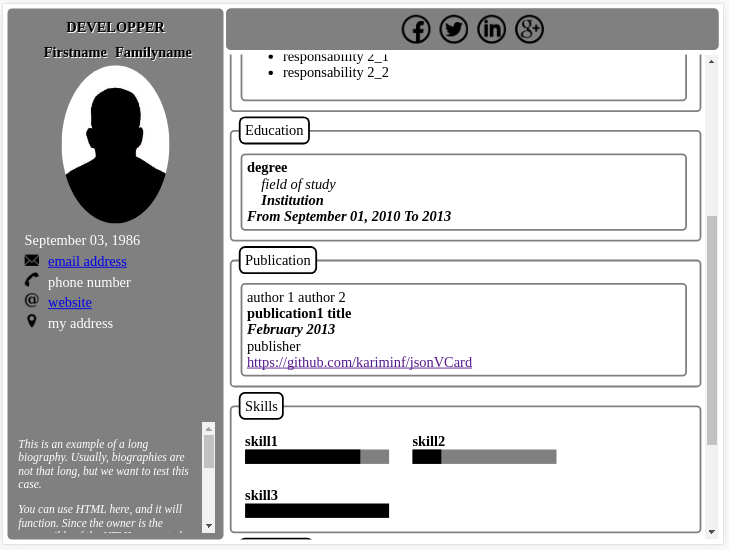 DEVELOPPER
Firstname Familyname
September 03, 1986
email address
phone number
website
my address
This is an example of a long
biography. Usually, biographies are
not that long, but we want to test this
case.
You can use HTML here, and it will
function. Since the owner is the
responsability 2_1
responsability 2_2
Education
degree
field of study
Institution
From September 01, 2010 To 2013
Publication
author 1 author 2
publication1 title
February 2013
publisher
https://github.com/kariminf/jsonVCard
Skills
skill1 skill2
skill3